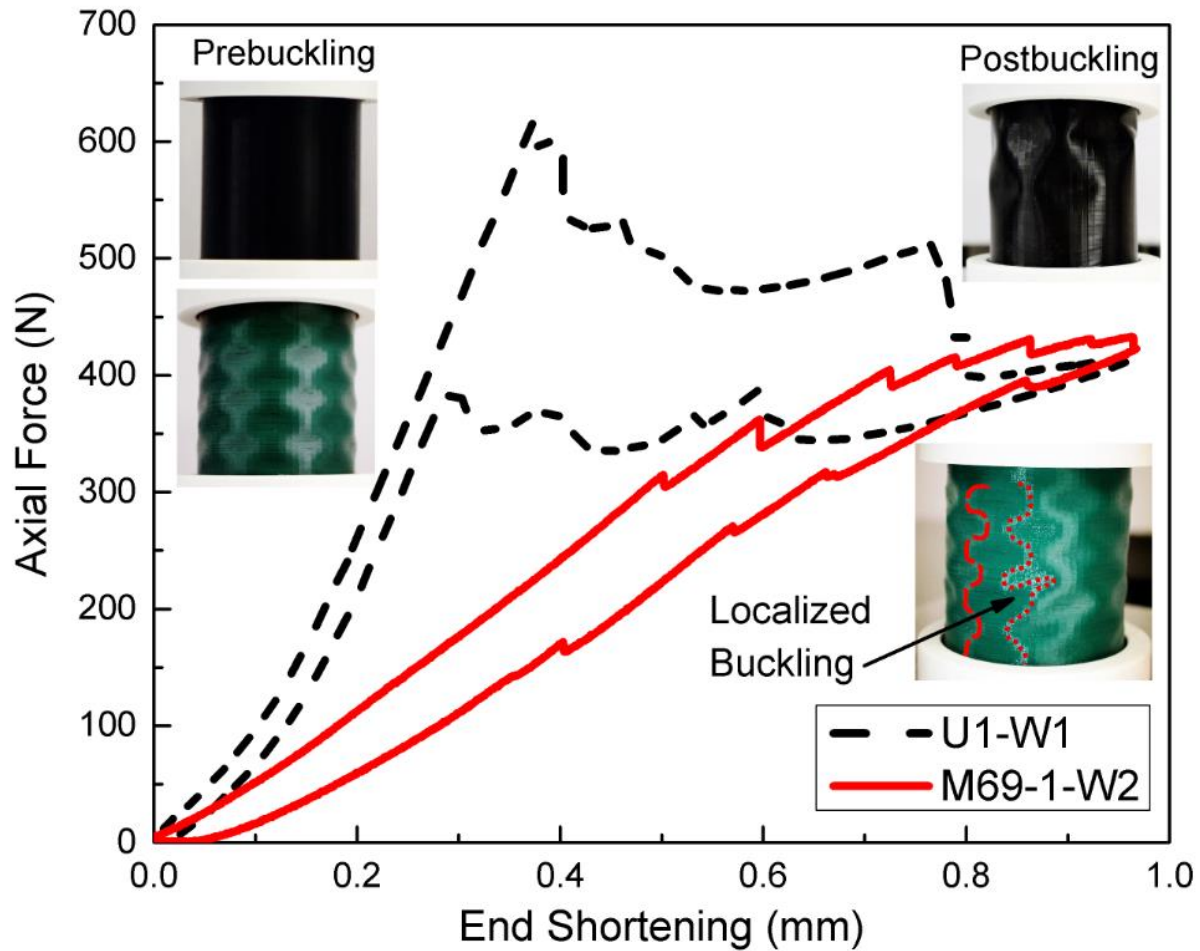 700
600
500
400
300
200
100
0
Axial Force (N)
Prebuckling
Postbuckling
Localized
Buckling
U1-W1
M69-1-W2
0.0 0.2 0.4 0.6 0.8 1.0
End Shortening (mm)